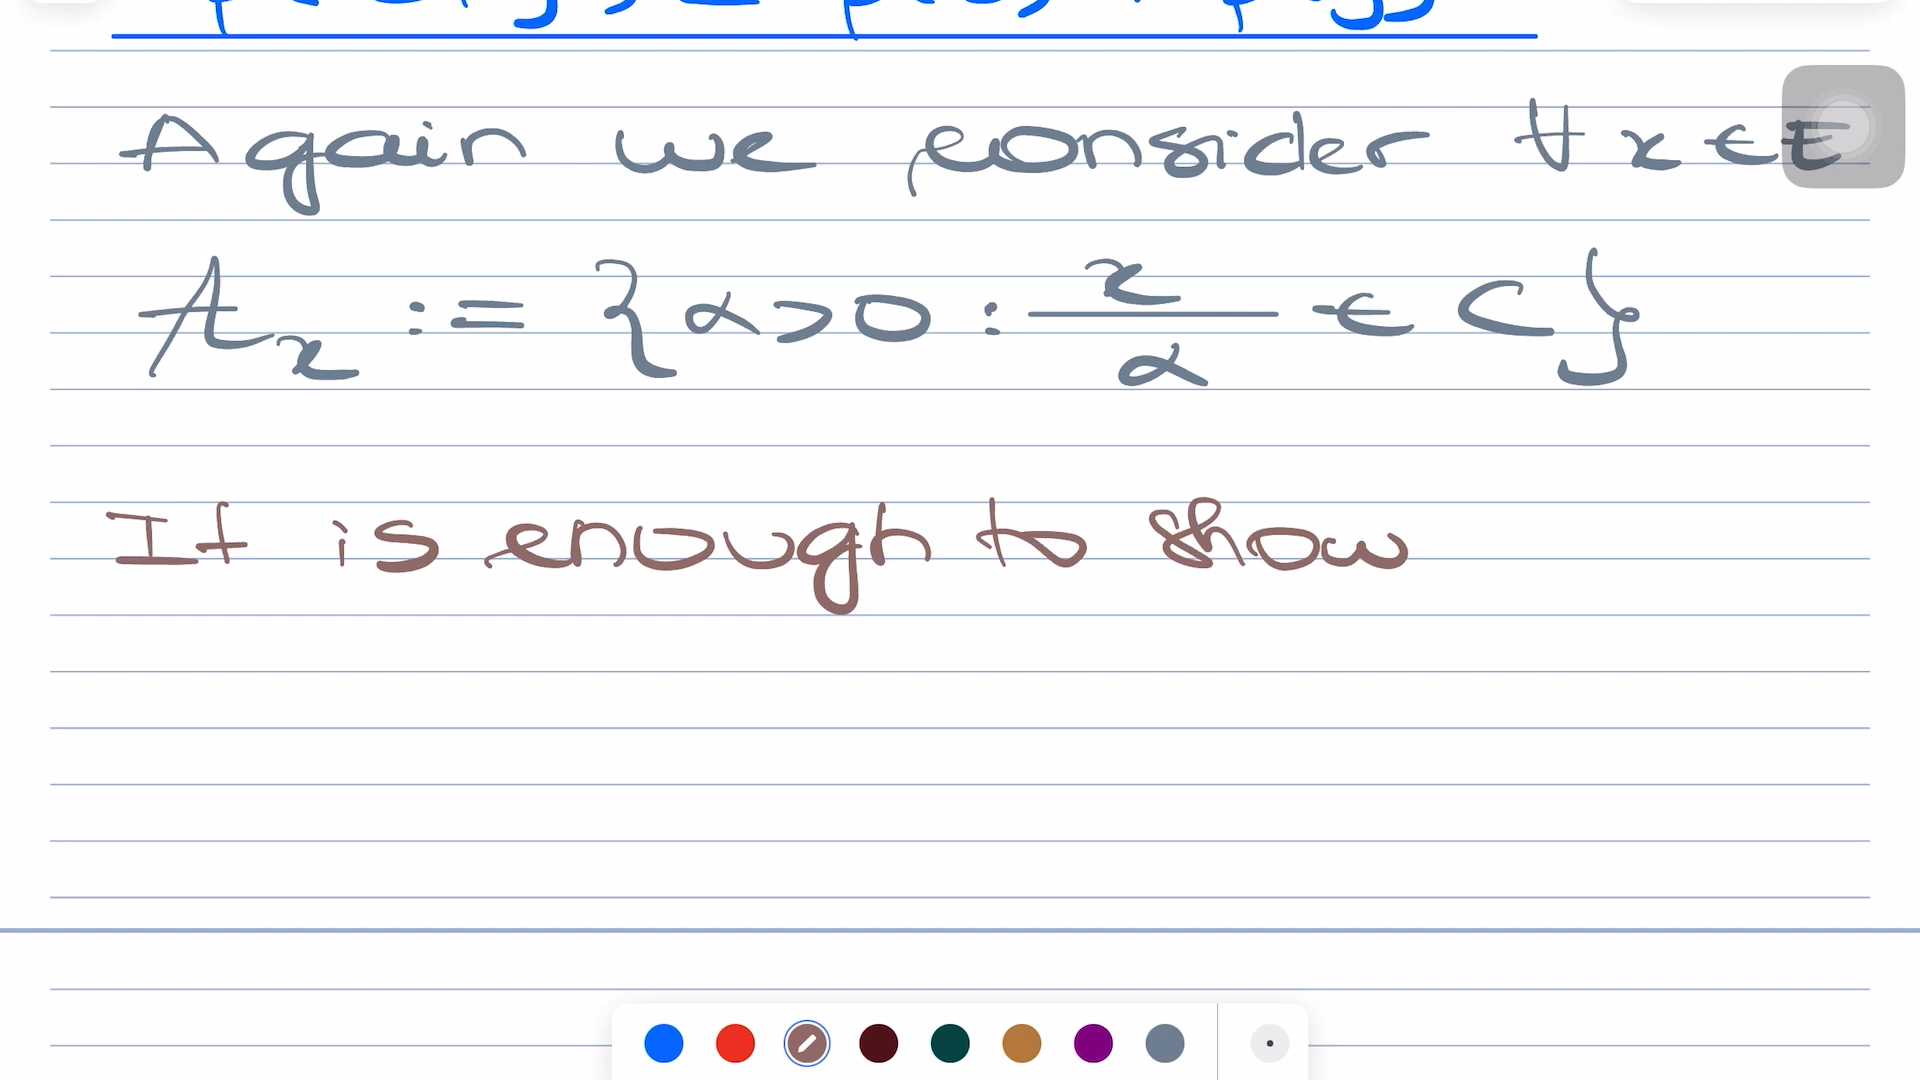 Again we consider ∀ x ∈ E
A_x := {α>0 : x/α ∈ C}
It is enough to show